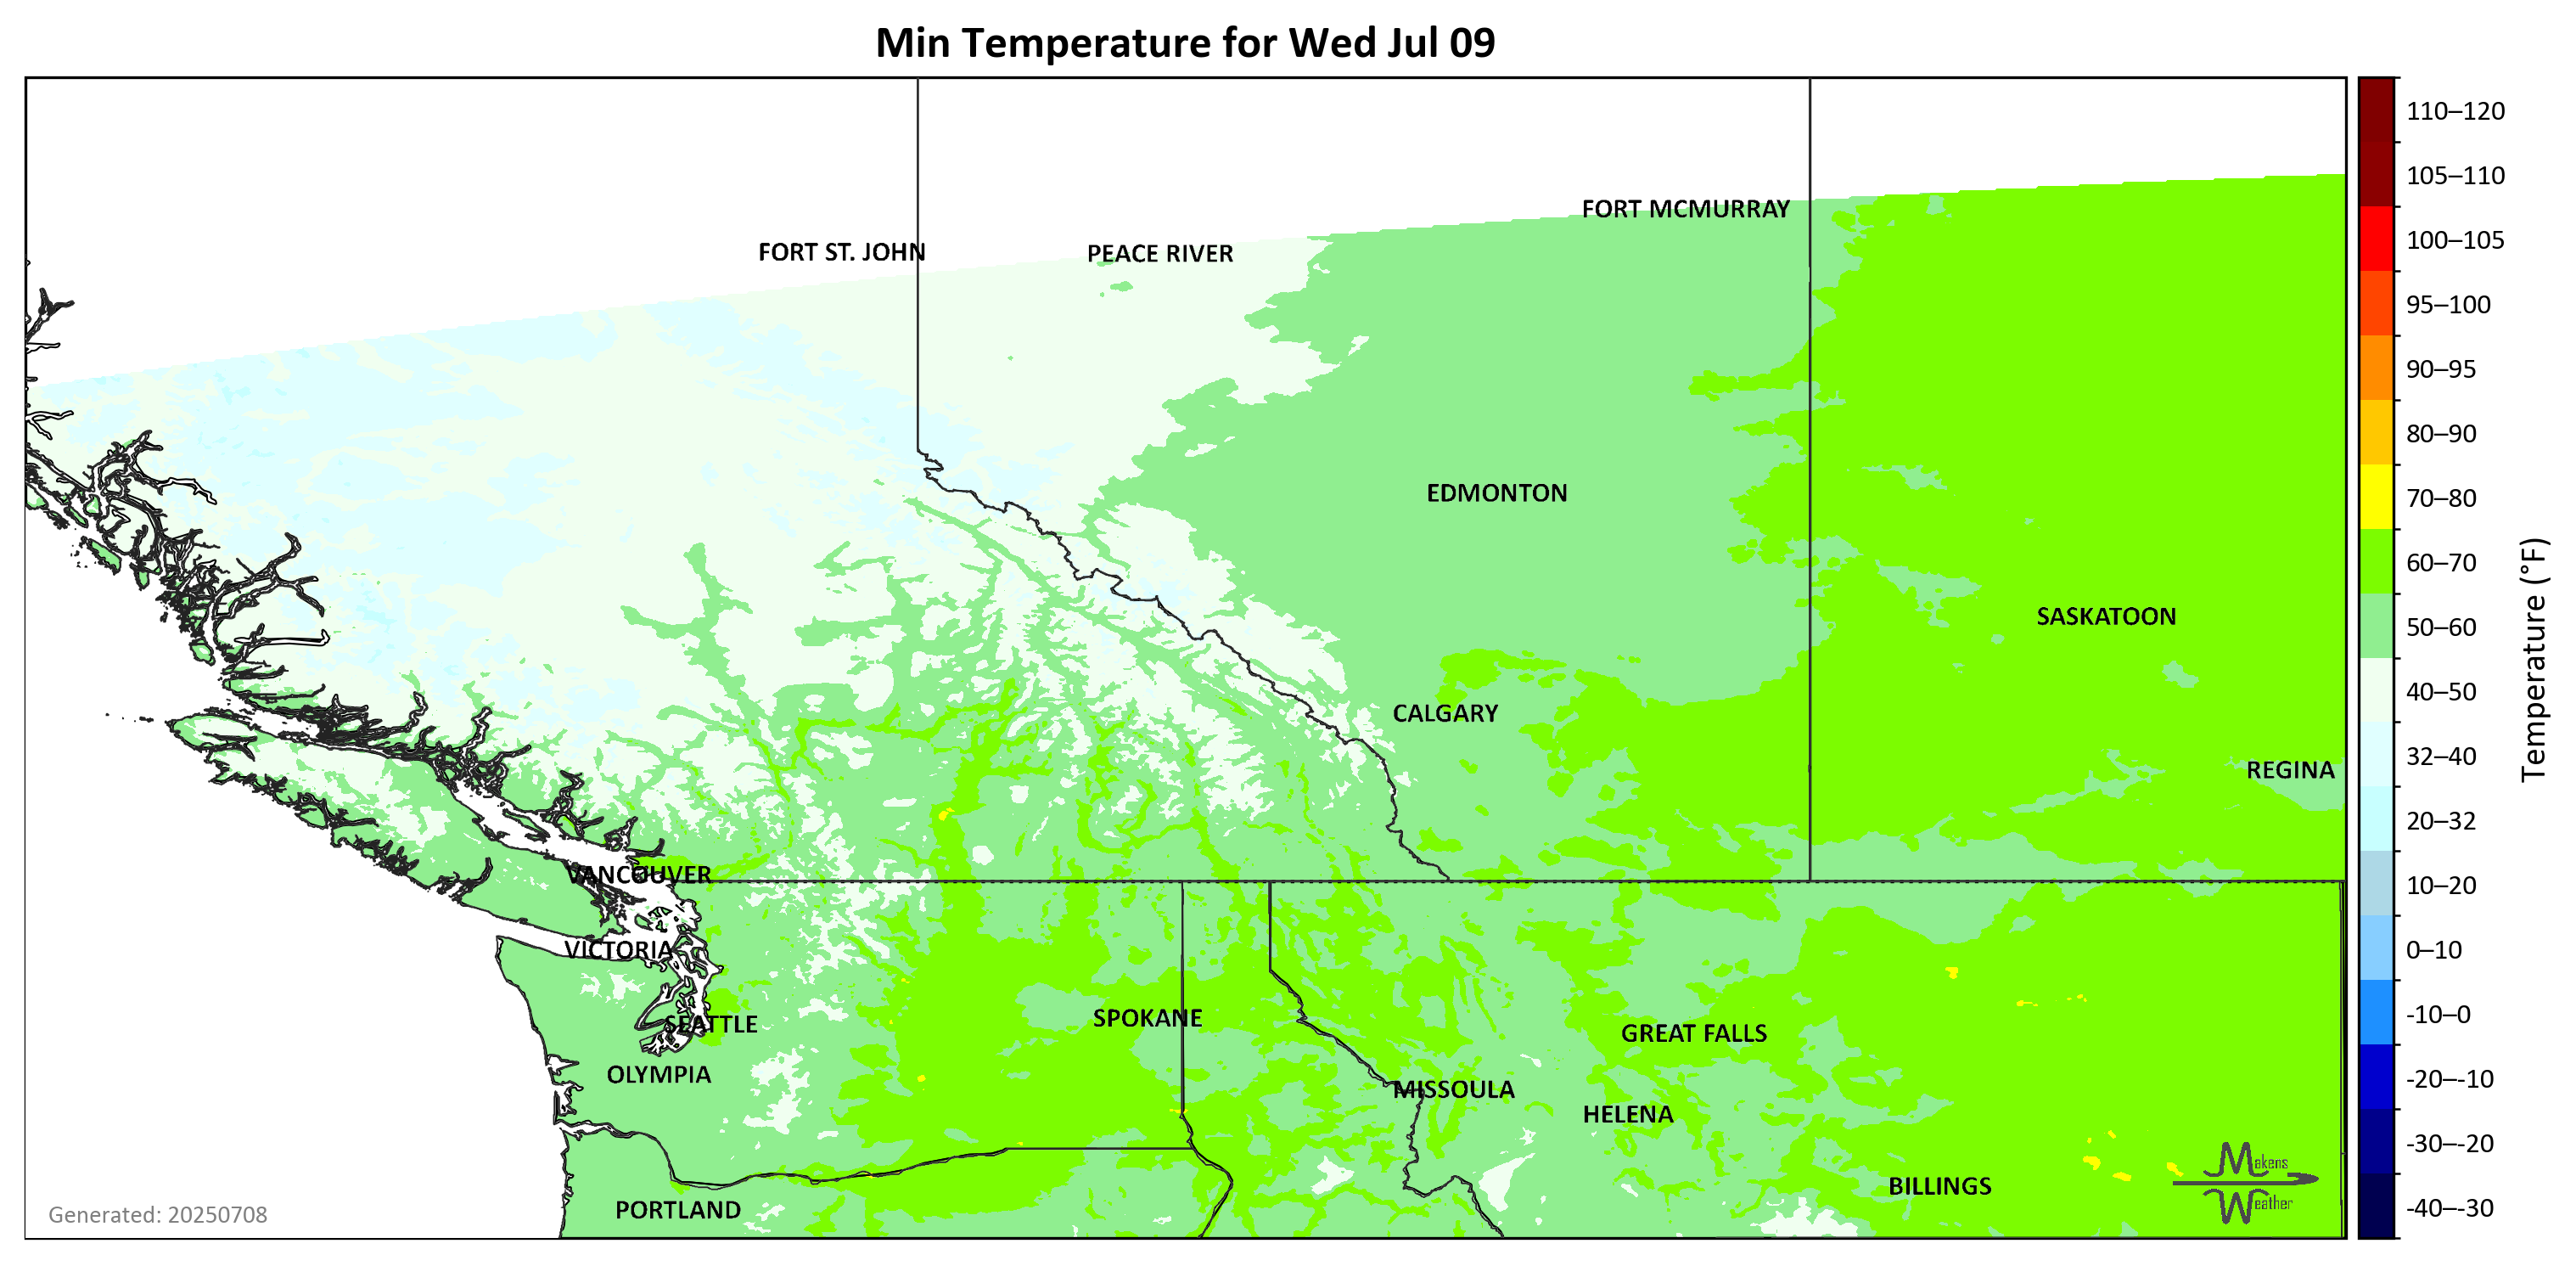 Min Temperature for Wed Jul 09
110–120
105–110
100–105
95–100
90–95
80–90
70–80
60–70
50–60
40–50
32–40
20–32
10–20
0–10
-10–0
-20–-10
-30–-20
-40–-30
Temperature (°F)
FORT MCMURRAY
FORT ST. JOHN
PEACE RIVER
EDMONTON
SASKATOON
CALGARY
REGINA
VANCOUVER
VICTORIA
SEATTLE
SPOKANE
GREAT FALLS
OLYMPIA
MISSOULA
HELENA
BILLINGS
PORTLAND
Makens
Weather
Generated: 20250708